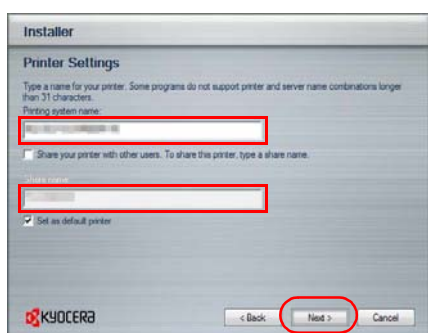 Installer
Printer Settings
Type a name for your printer. Some programs do not support printer and server name combinations longer
than 31 characters.
Printing system name:
Share your printer with other users. To share this printer, type a share name.
Share name:
Set as default printer
KYOCERA
< Back
Next >
Cancel